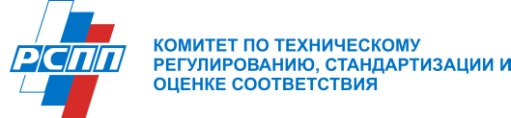 РСПП
КОМИТЕТ ПО ТЕХНИЧЕСКОМУ
РЕГУЛИРОВАНИЮ, СТАНДАРТИЗАЦИИ И
ОЦЕНКЕ СООТВЕТСТВИЯ